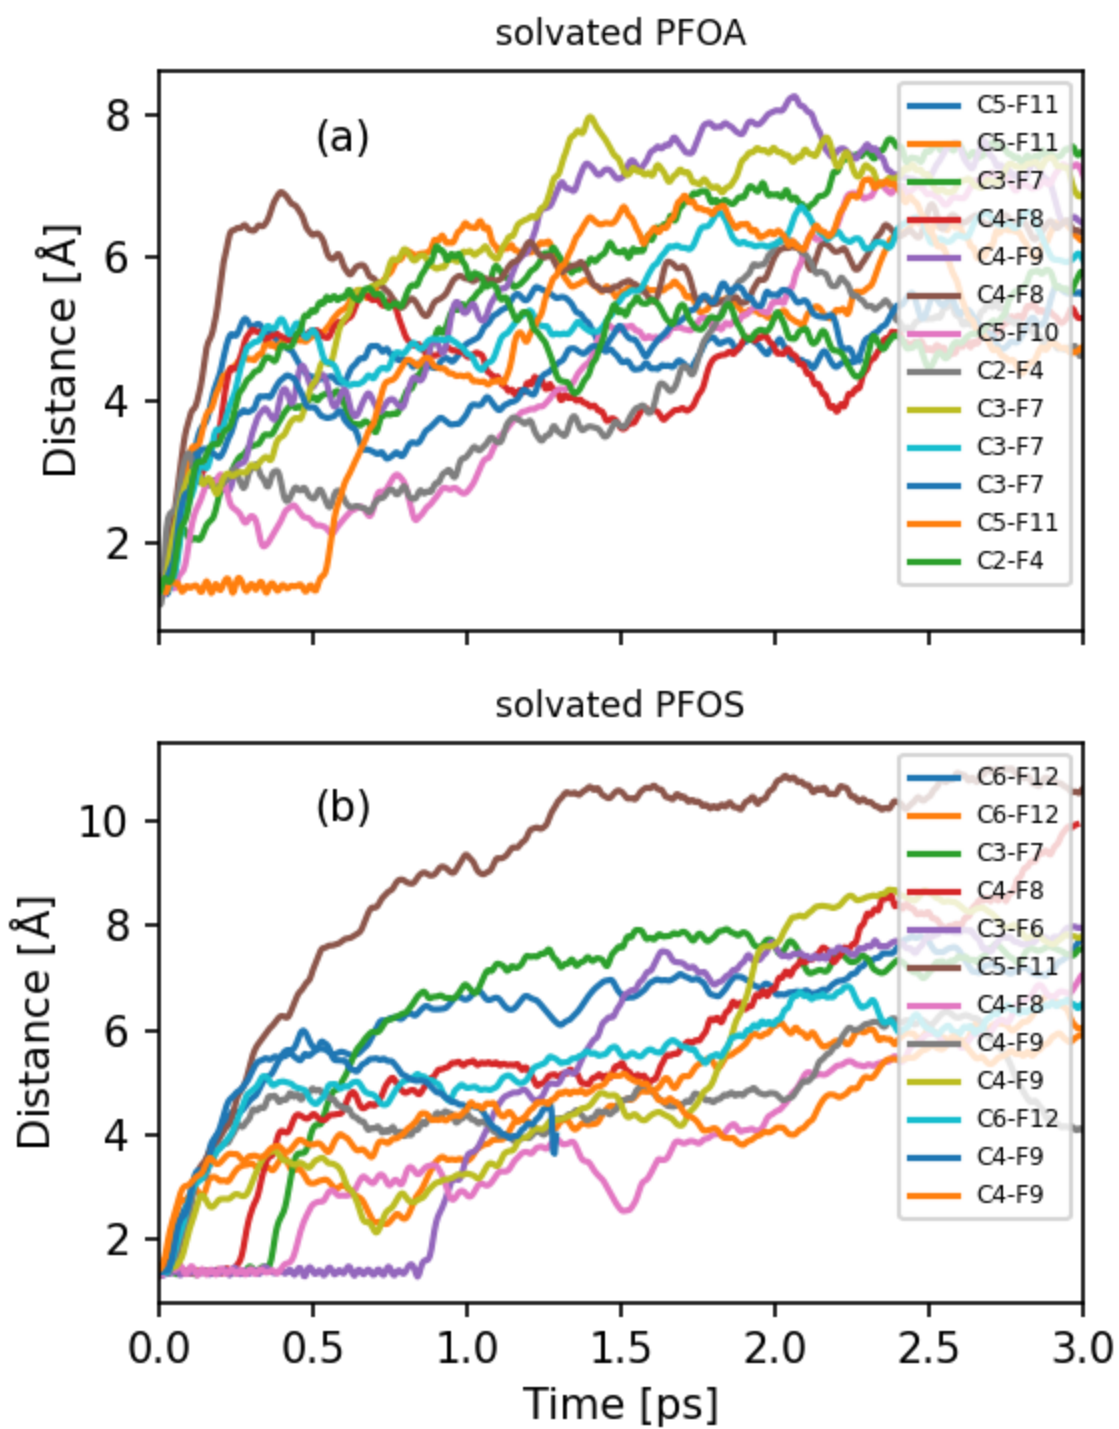 solvated PFOA
8
6
4
2
Distance [Å]
(a)
C5-F11
C5-F11
C3-F7
C4-F8
C4-F9
C4-F8
C5-F10
C2-F4
C3-F7
C3-F7
C3-F7
C5-F11
C2-F4
solvated PFOS
10
8
6
4
2
Distance [Å]
(b)
C6-F12
C6-F12
C3-F7
C4-F8
C3-F6
C5-F11
C4-F8
C4-F9
C4-F9
C6-F12
C4-F9
C4-F9
0.0 0.5 1.0 1.5 2.0 2.5 3.0
Time [ps]